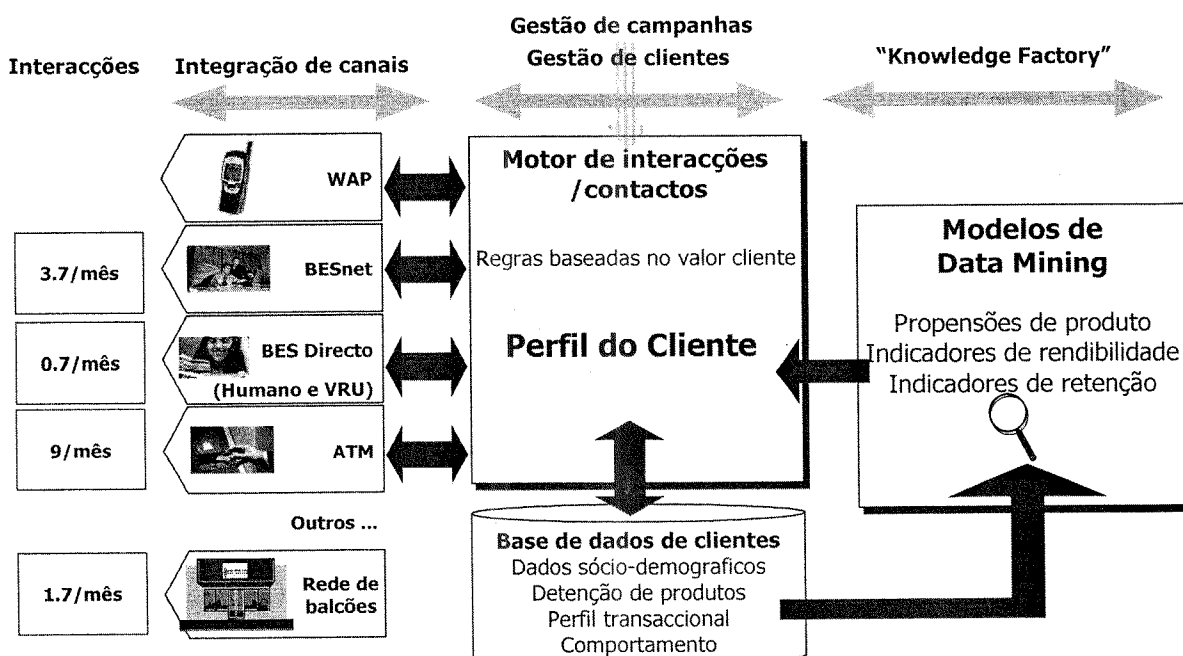 Gestão de campanhas
Gestão de clientes
Interacções
Integração de canais
“Knowledge Factory”
WAP
3.7/mês
BESnet
0.7/mês
BES Directo
(Humano e VRU)
9/mês
ATM
Outros ...
1.7/mês
Rede de
balcões
Motor de interacções
/contactos
Regras baseadas no valor cliente
Perfil do Cliente
Base de dados de clientes
Dados sócio-demograficos
Detenção de produtos
Perfil transaccional
Comportamento
Modelos de
Data Mining
Propensões de produto
Indicadores de rendibilidade
Indicadores de retenção